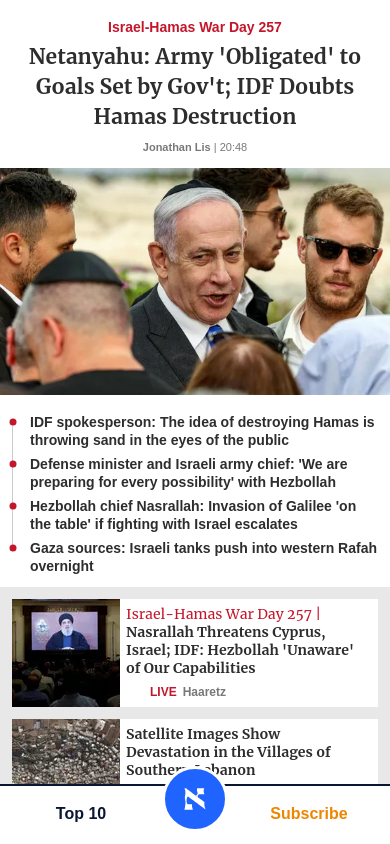 Israel-Hamas War Day 257
Netanyahu: Army 'Obligated' to
Goals Set by Gov't; IDF Doubts
Hamas Destruction
Jonathan Lis | 20:48
IDF spokesperson: The idea of destroying Hamas is
throwing sand in the eyes of the public
Defense minister and Israeli army chief: 'We are
preparing for every possibility' with Hezbollah
Hezbollah chief Nasrallah: Invasion of Galilee 'on
the table' if fighting with Israel escalates
Gaza sources: Israeli tanks push into western Rafah
overnight
Israel-Hamas War Day 257 |
Nasrallah Threatens Cyprus,
Israel; IDF: Hezbollah 'Unaware'
of Our Capabilities
LIVE Haaretz
Satellite Images Show
Devastation in the Villages of
Southern Lebanon
Top 10
Subscribe